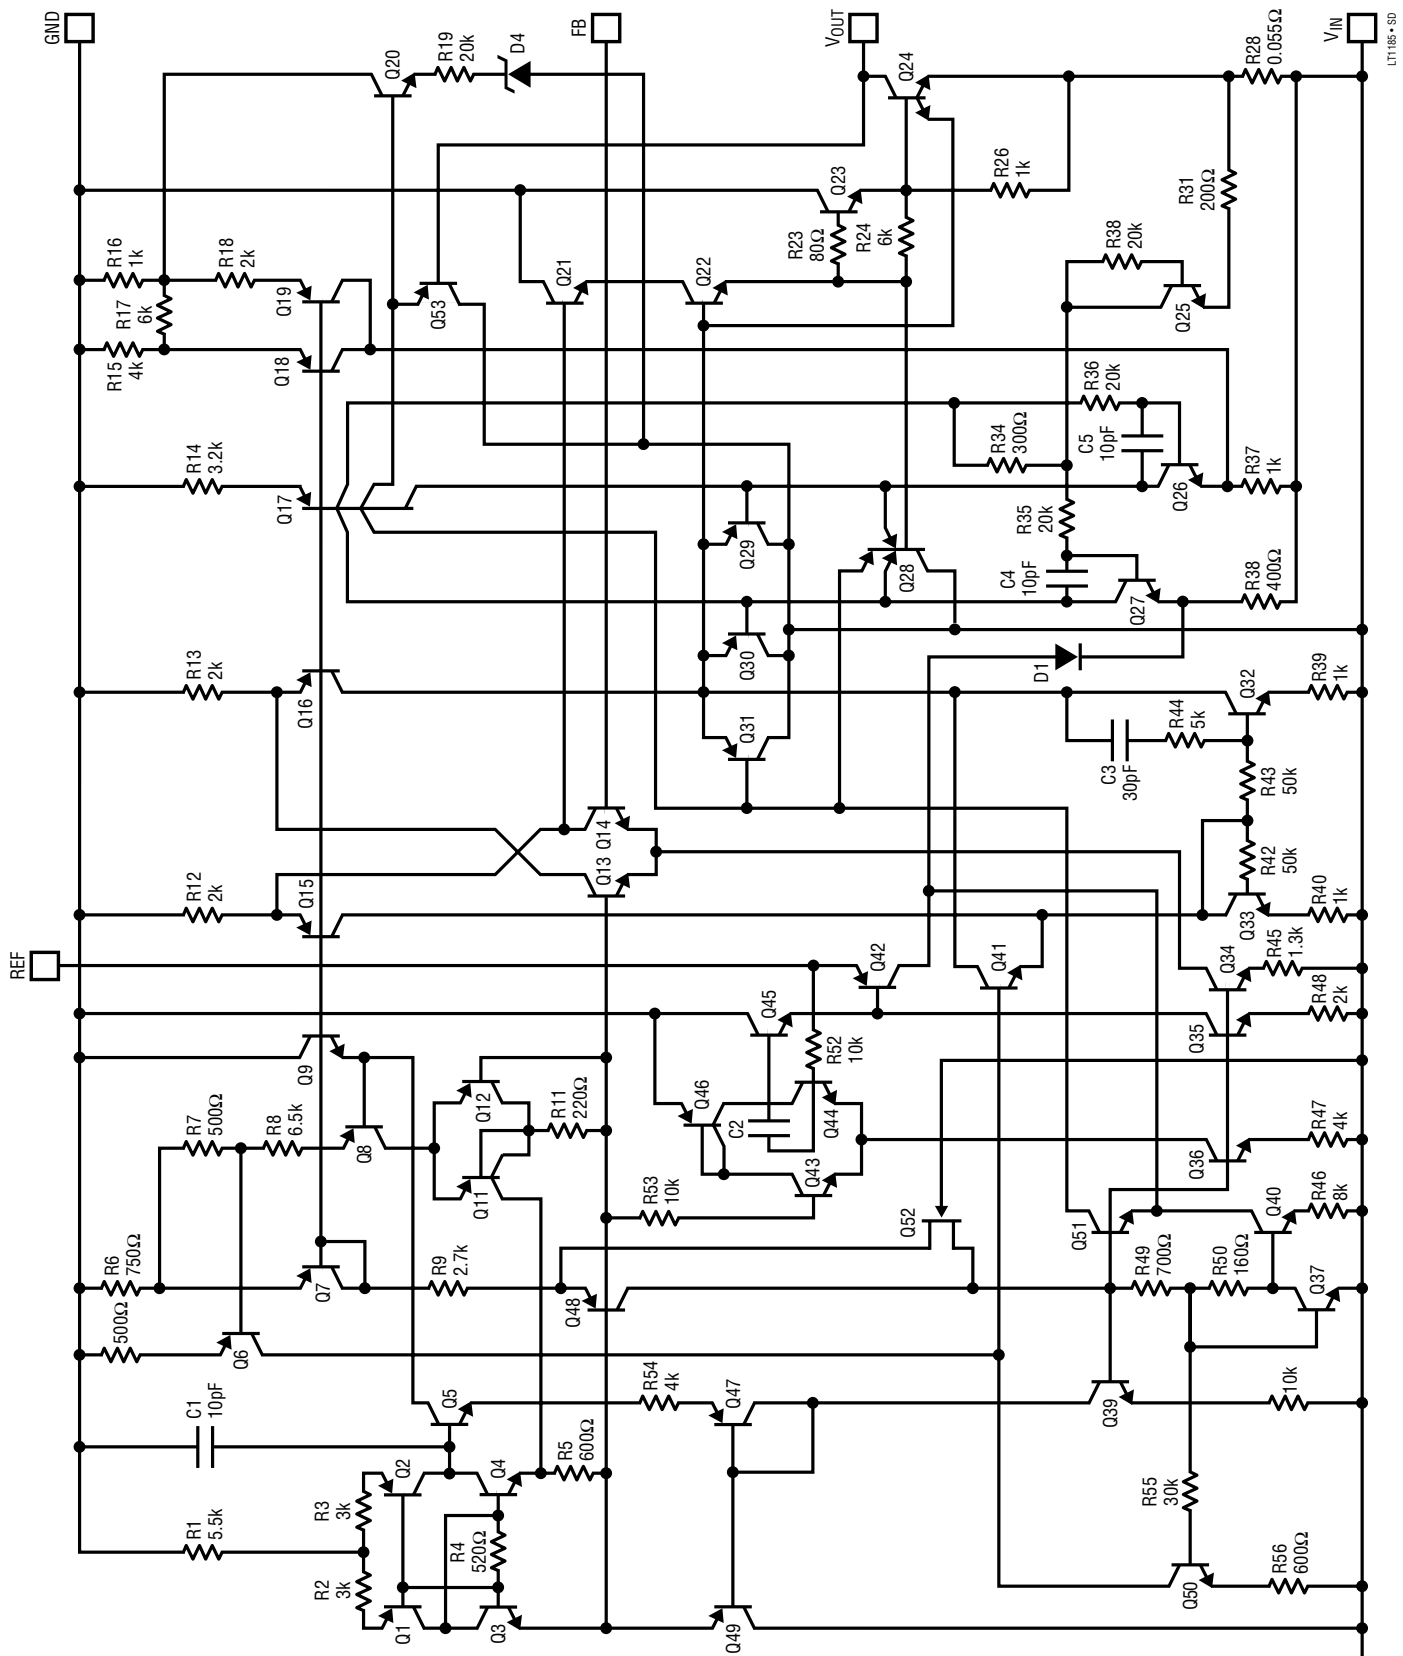 GND
FB
VOUT
VIN
REF
LT1185 • SD
Q20
R19
20k
D4
Q24
R28
0.055Ω
R16
1k
R17
6k
R18
2k
R15
4k
Q19
Q18
Q53
Q21
Q22
Q23
R23
80Ω
R24
6k
R26
1k
R31
200Ω
R38
20k
Q25
R14
3.2k
Q17
R36
20k
R34
300Ω
C5
10pF
R35
20k
Q26
R37
1k
Q29
Q28
C4
10pF
Q27
R38
400Ω
R13
2k
Q16
Q30
Q31
D1
C3
30pF
R44
5k
Q32
R39
1k
R43
50k
R12
2k
Q15
Q13
Q14
R42
50k
Q33
R40
1k
Q42
Q41
Q34
R45
1.3k
Q45
R52
10k
Q35
R48
2k
Q9
R7
500Ω
R8
6.5k
Q8
Q12
R11
220Ω
Q11
Q46
C2
Q44
Q43
R53
10k
Q36
R47
4k
Q52
Q51
Q40
R46
8k
R6
750Ω
500Ω
Q7
R9
2.7k
Q48
R49
700Ω
R50
160Ω
Q37
Q6
C1
10pF
Q5
R54
4k
Q47
Q39
10k
R1
5.5k
R3
3k
R2
3k
Q2
Q4
R5
600Ω
R4
520Ω
Q1
Q3
Q49
R55
30k
Q50
R56
600Ω